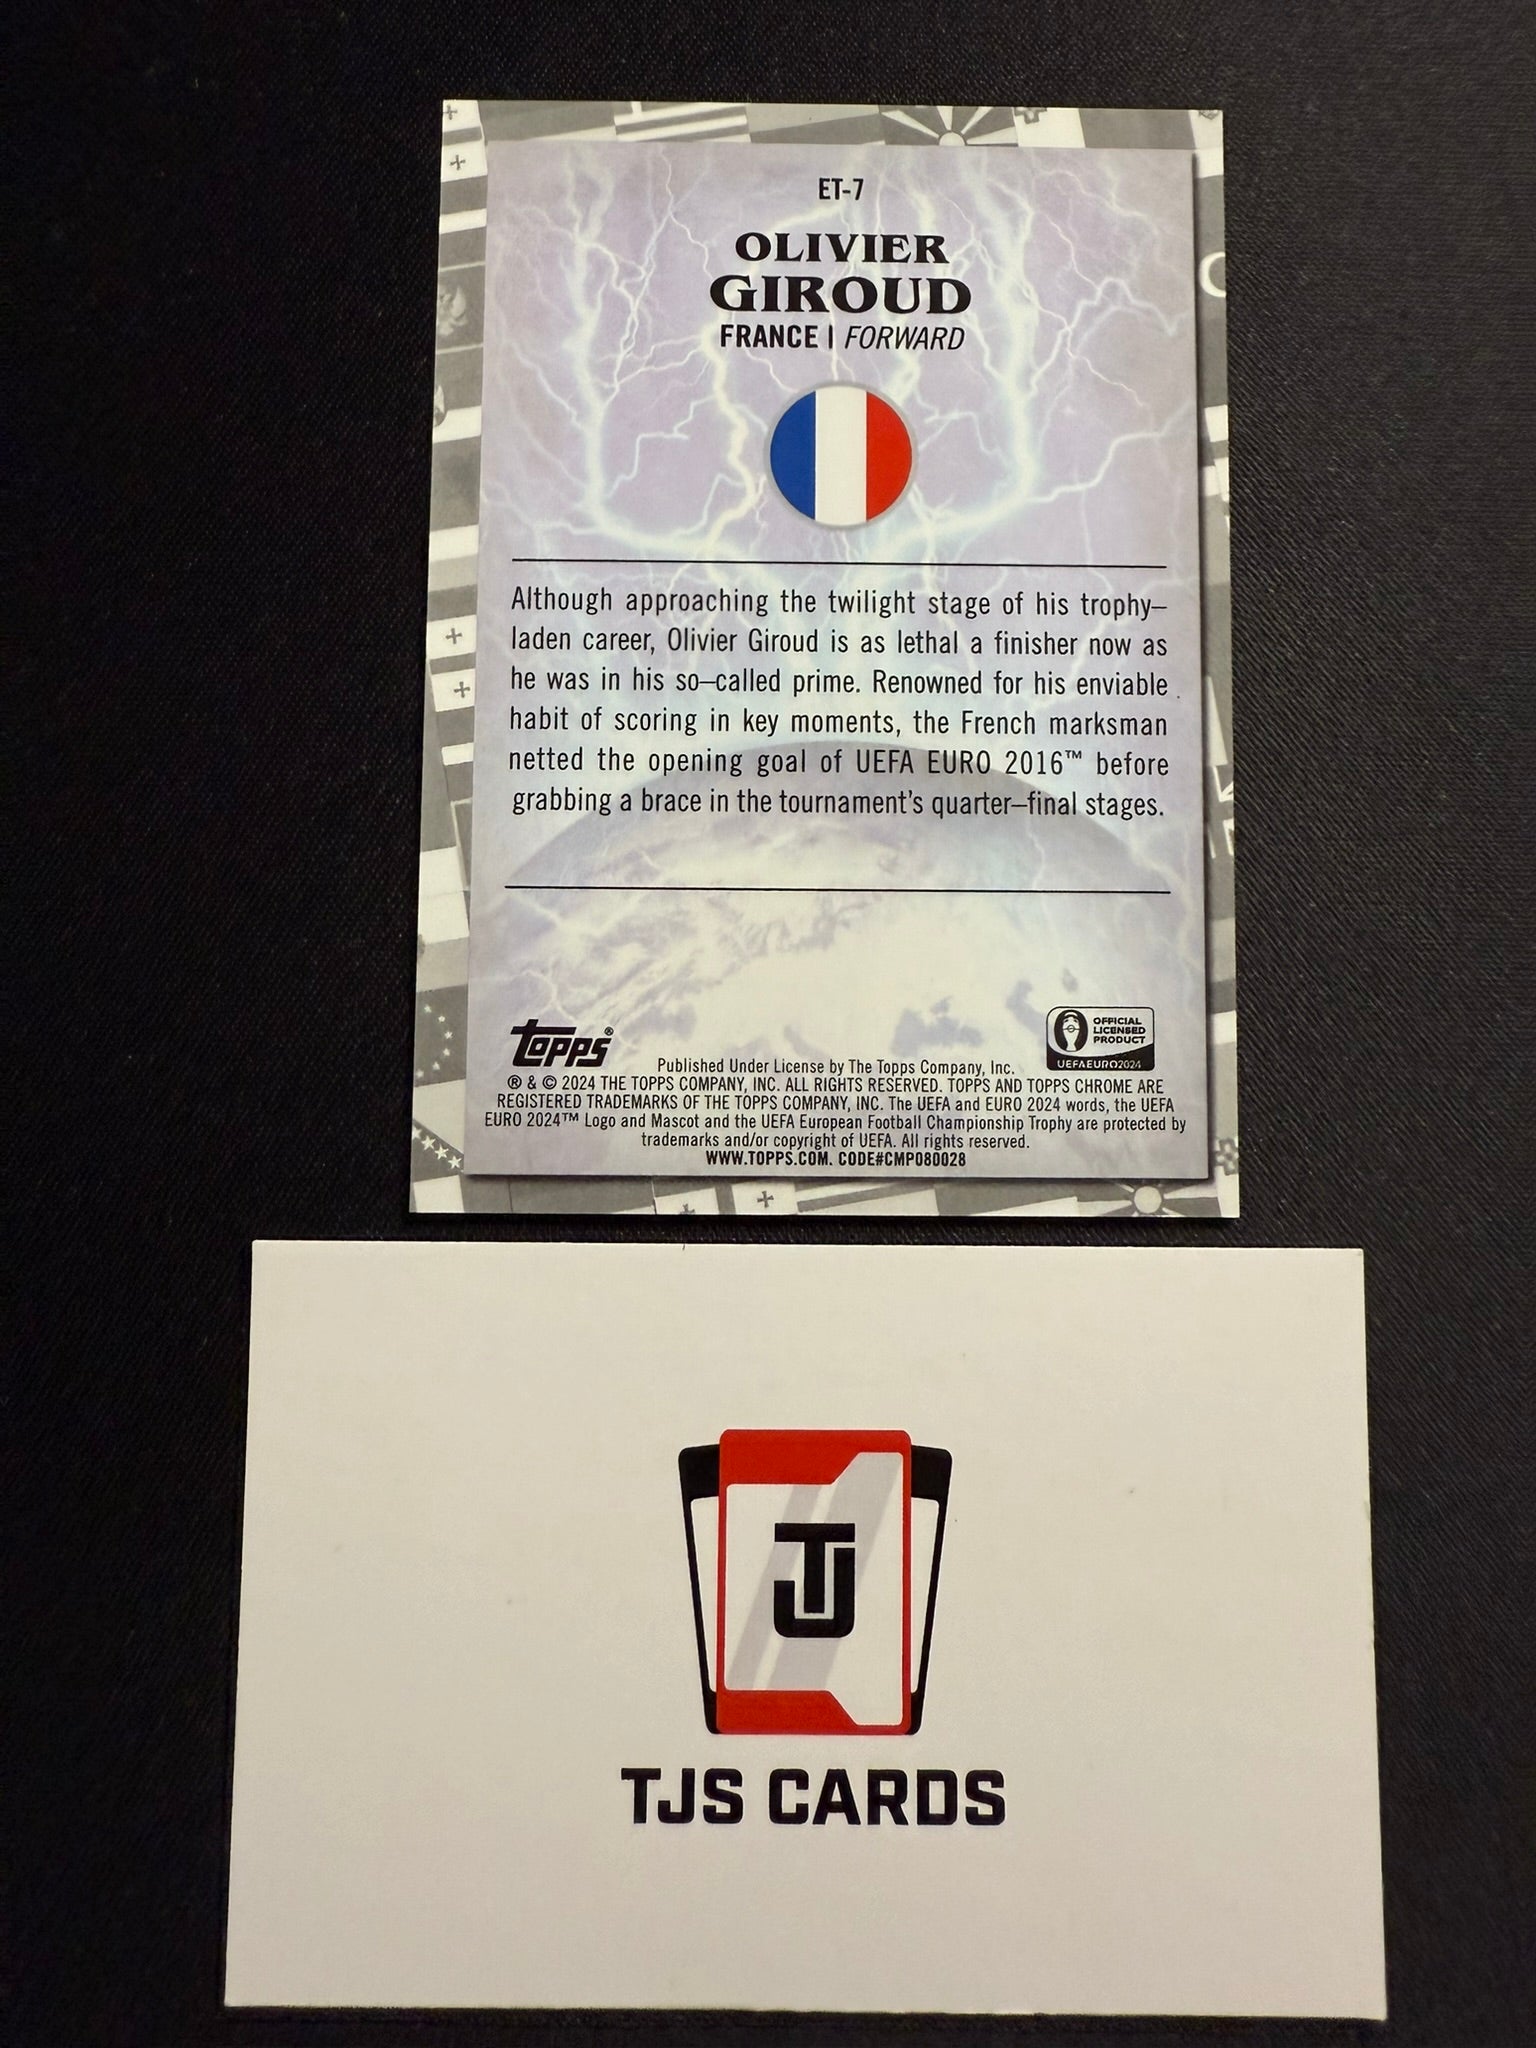 ET-7
OLIVIER
GIROUD
FRANCE | FORWARD
Although approaching the twilight stage of his trophy–
laden career, Olivier Giroud is as lethal a finisher now as
he was in his so–called prime. Renowned for his enviable
habit of scoring in key moments, the French marksman
netted the opening goal of UEFA EURO 2016™ before
grabbing a brace in the tournament's quarter–final stages.
topps®
OFFICIAL
LICENSED
PRODUCT
UEFA EURO2024
Published Under License by The Topps Company, Inc.
® & © 2024 THE TOPPS COMPANY, INC. ALL RIGHTS RESERVED. TOPPS AND TOPPS CHROME ARE
REGISTERED TRADEMARKS OF THE TOPPS COMPANY, INC. The UEFA and EURO 2024 words, the UEFA
EURO 2024™ Logo and Mascot and the UEFA European Football Championship Trophy are protected by
trademarks and/or copyright of UEFA. All rights reserved.
WWW.TOPPS.COM. CODE#CMP080028
TJ
TJS CARDS